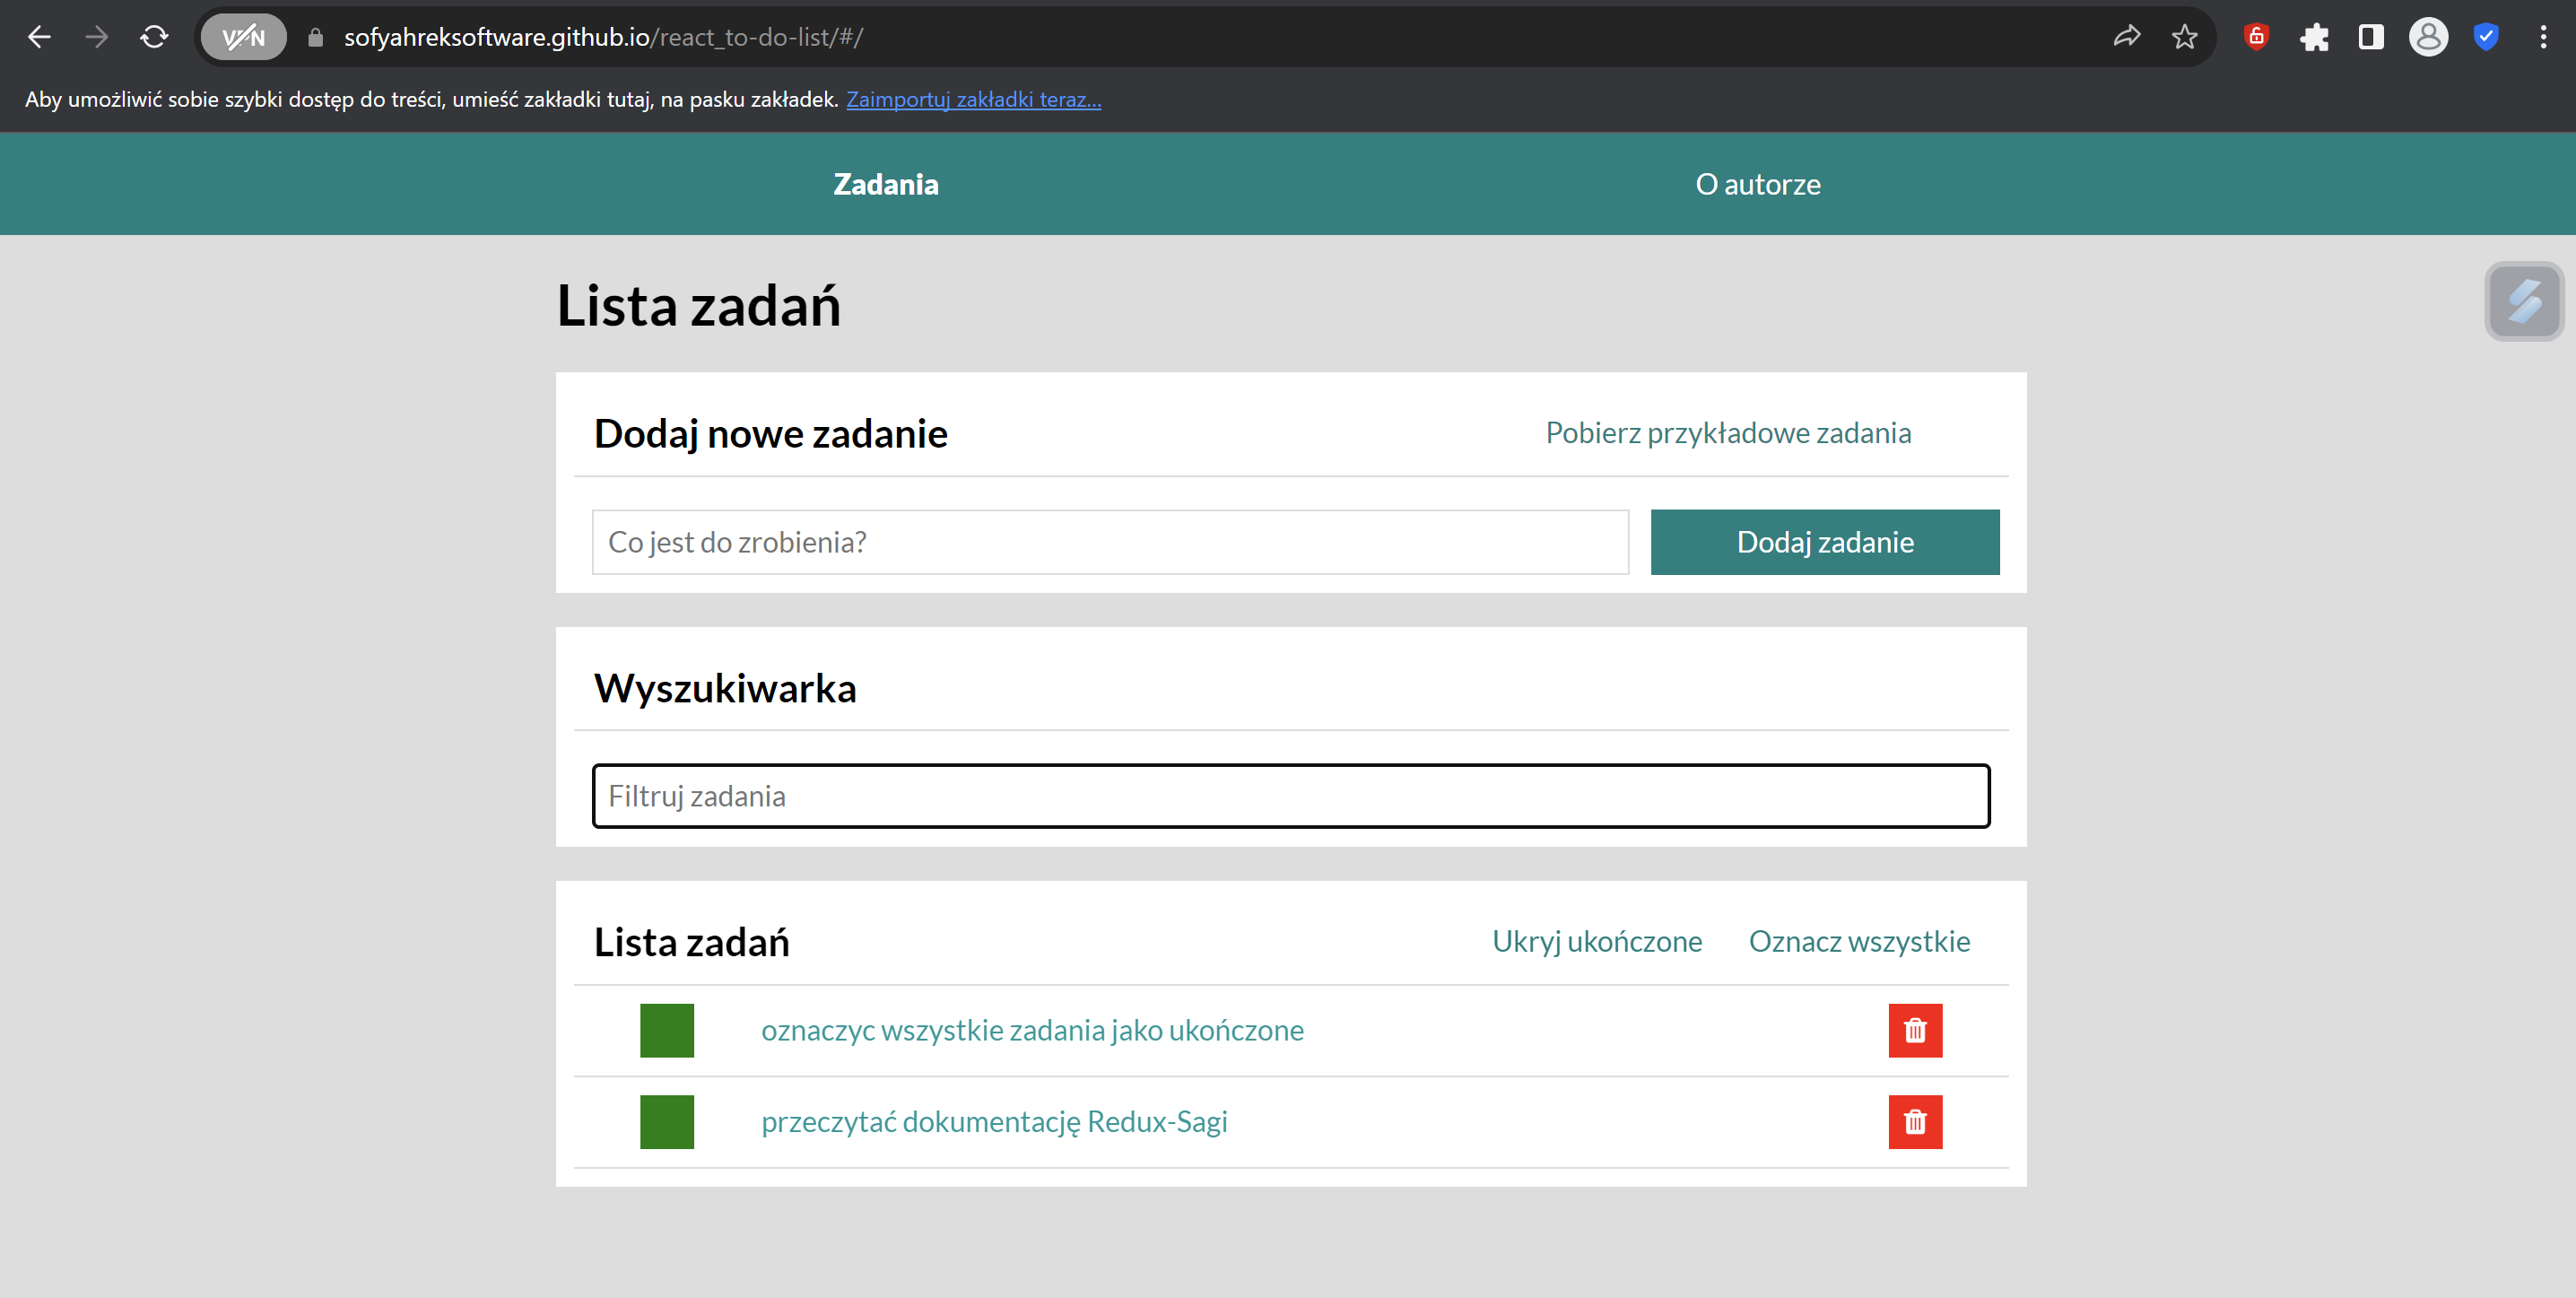 VPN sofyahreksoftware.github.io/react_to-do-list/#/
Aby umożliwić sobie szybki dostęp do treści, umieść zakładki tutaj, na pasku zakładek. Zaimportuj zakładki teraz...
Zadania O autorze
Lista zadań
Dodaj nowe zadanie Pobierz przykładowe zadania
Co jest do zrobienia? Dodaj zadanie
Wyszukiwarka
Filtruj zadania
Lista zadań Ukryj ukończone Oznacz wszystkie
oznaczyc wszystkie zadania jako ukończone
przeczytać dokumentację Redux-Sagi